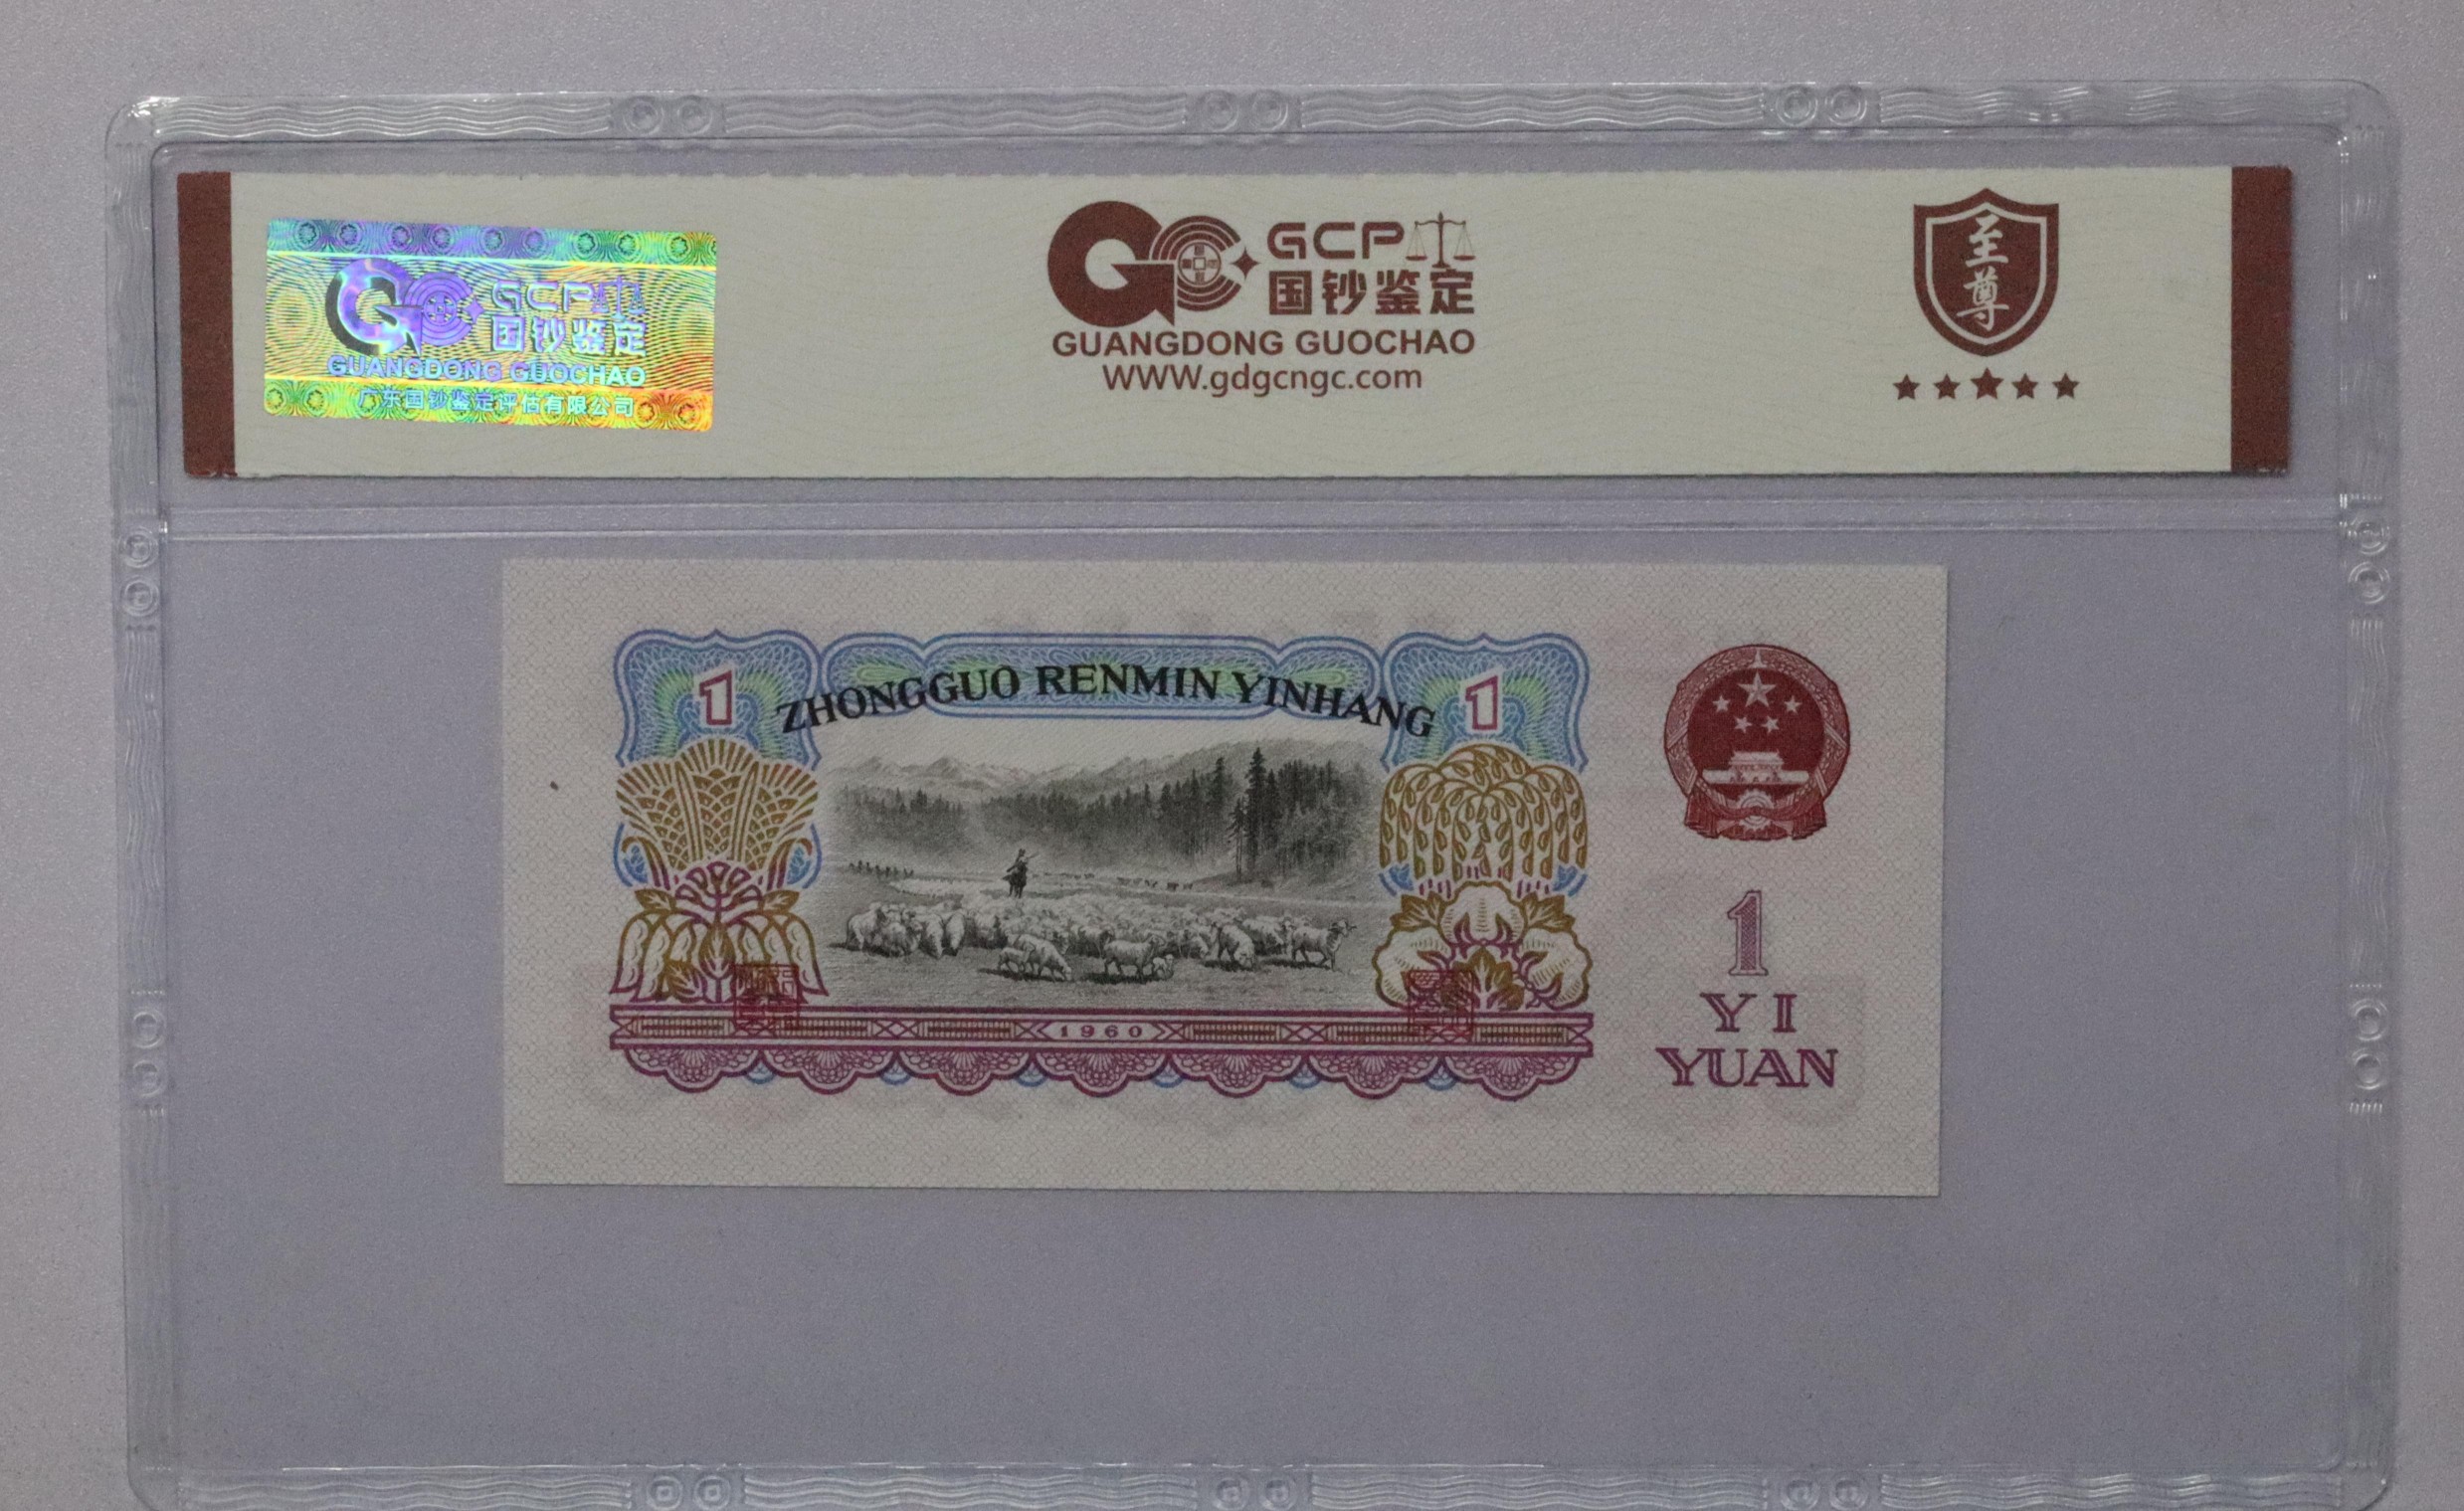 GCP
国钞鉴定
GUANGDONG GUOCHAO
广东国钞鉴定评估有限公司
GCP
国钞鉴定
GUANGDONG GUOCHAO
WWW.gdgcngc.com
至
尊
1 ZHONGGUO RENMIN YINHANG 1
1960
1
YI
YUAN